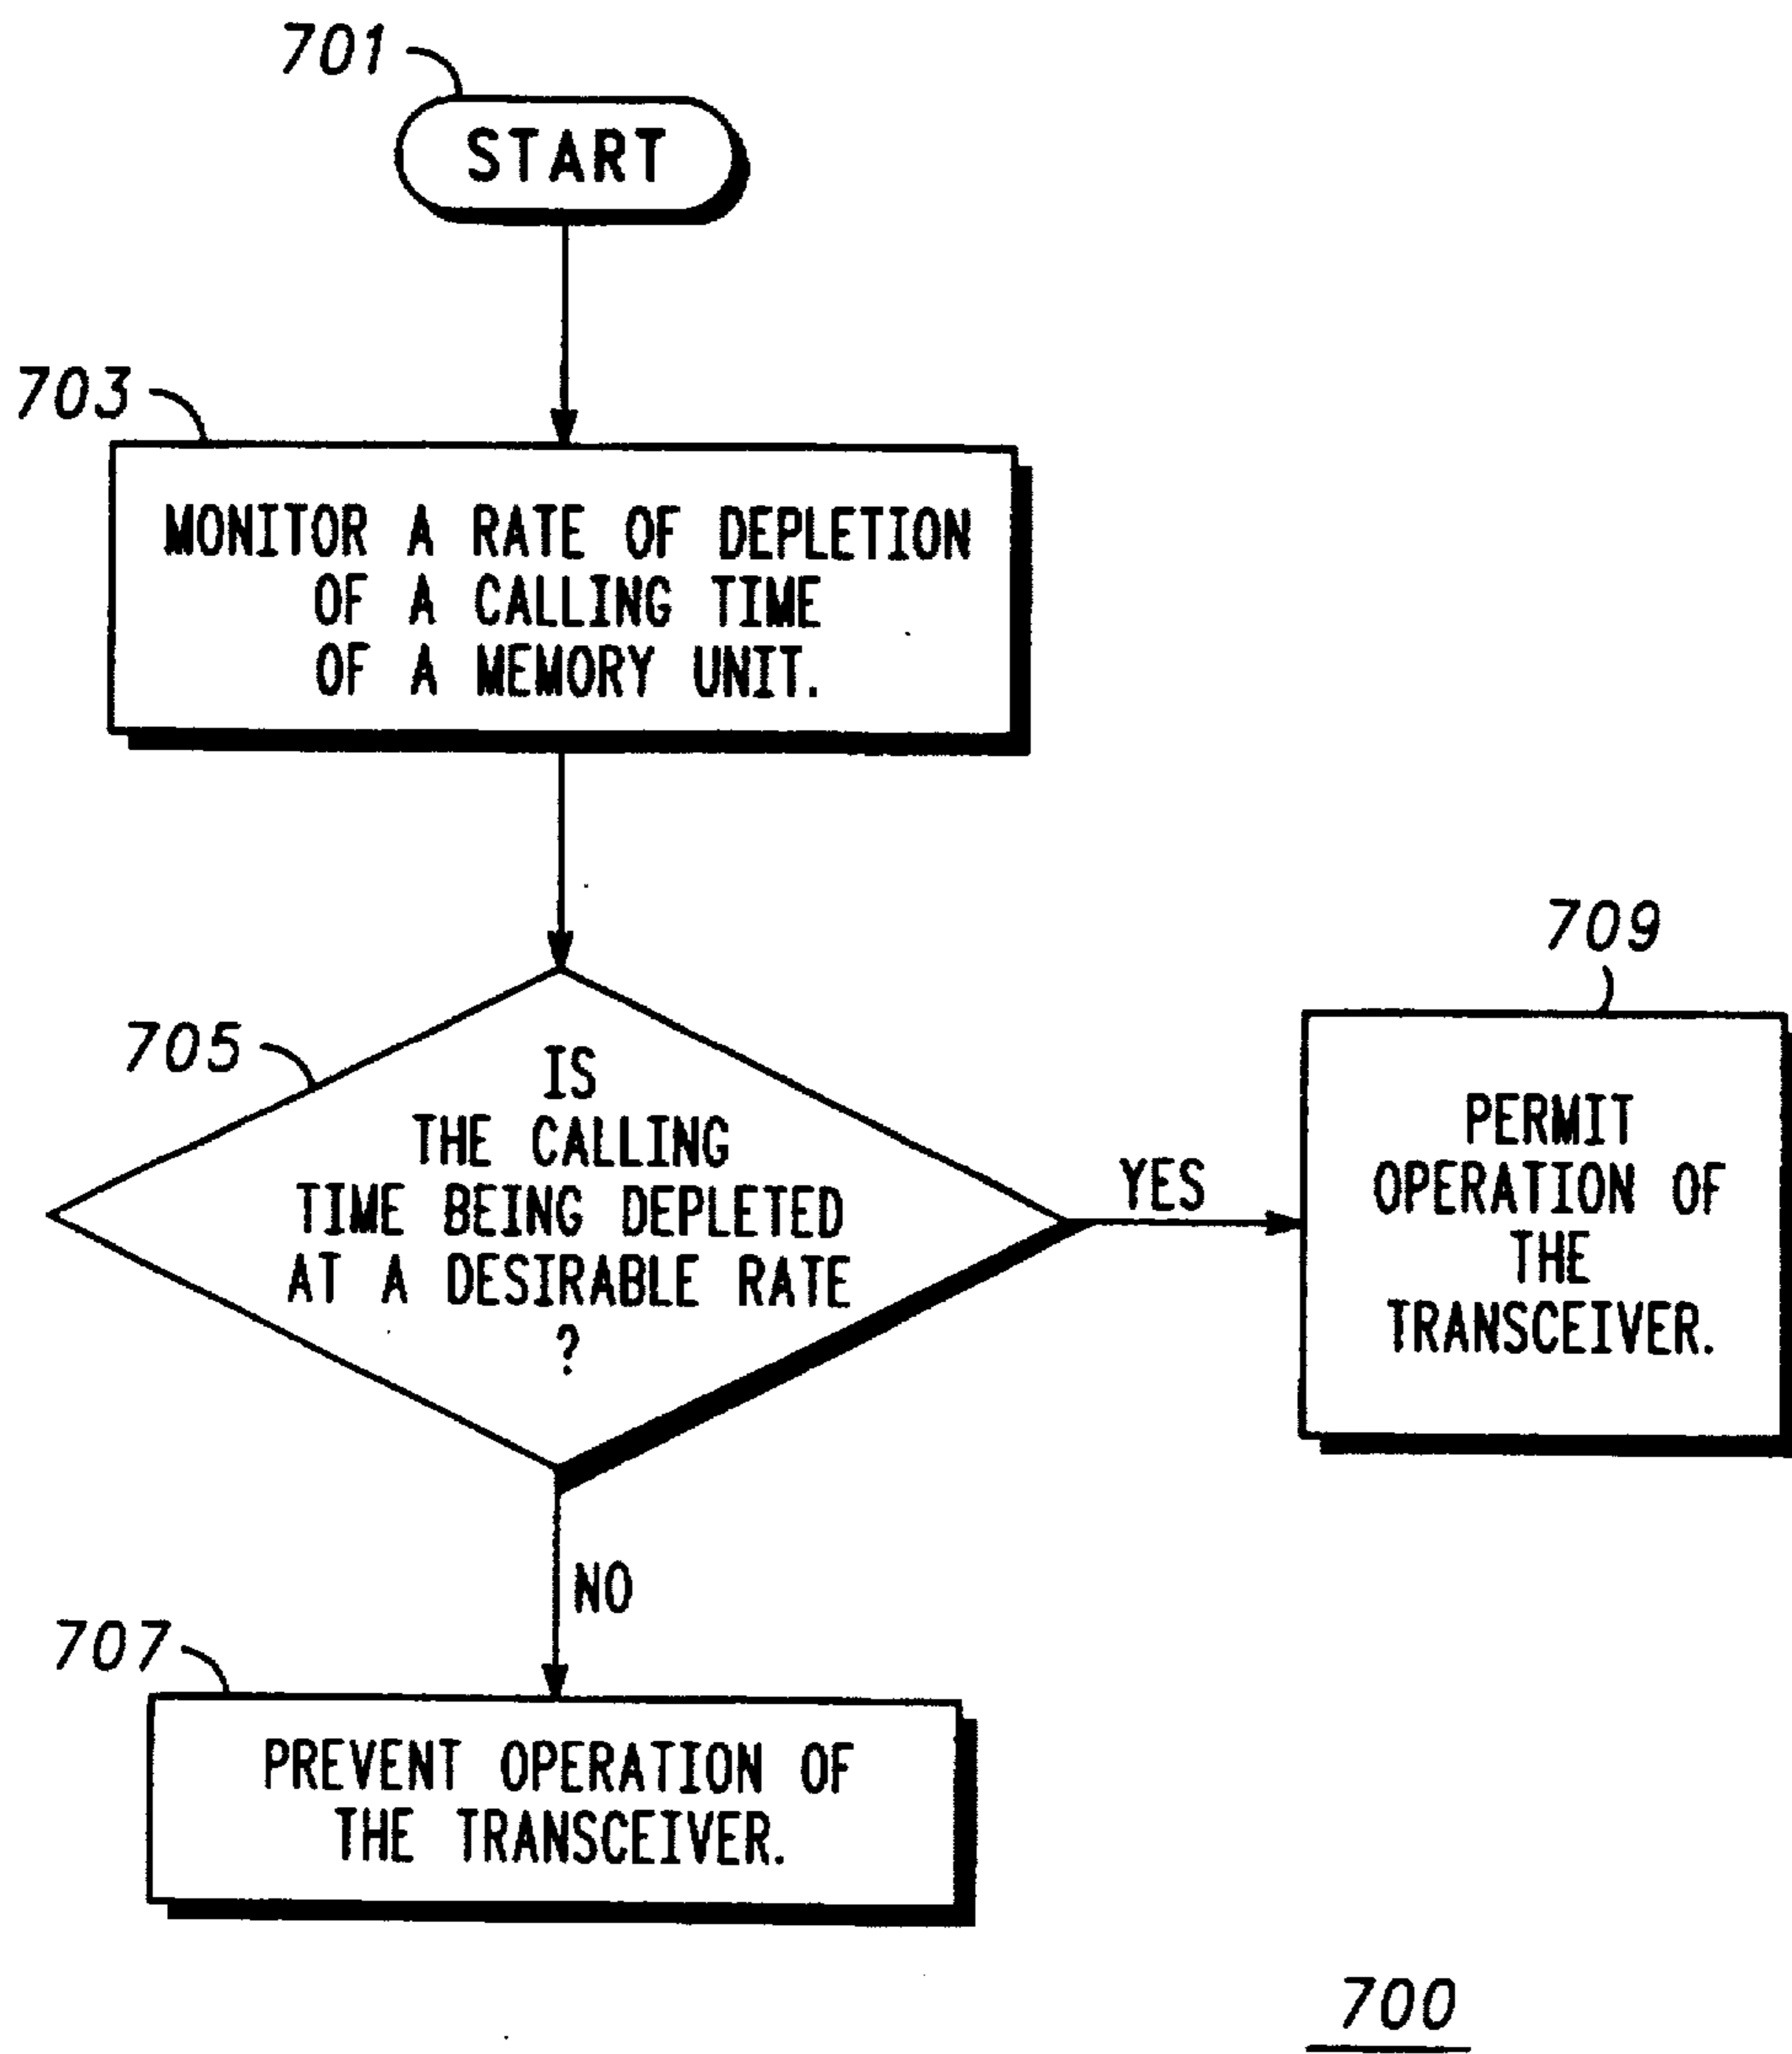 701
START
703
MONITOR A RATE OF DEPLETION
OF A CALLING TIME
OF A MEMORY UNIT.
705
IS
THE CALLING
TIME BEING DEPLETED
AT A DESIRABLE RATE
?
YES
709
PERMIT
OPERATION OF
THE
TRANSCEIVER.
NO
707
PREVENT OPERATION OF
THE TRANSCEIVER.
700